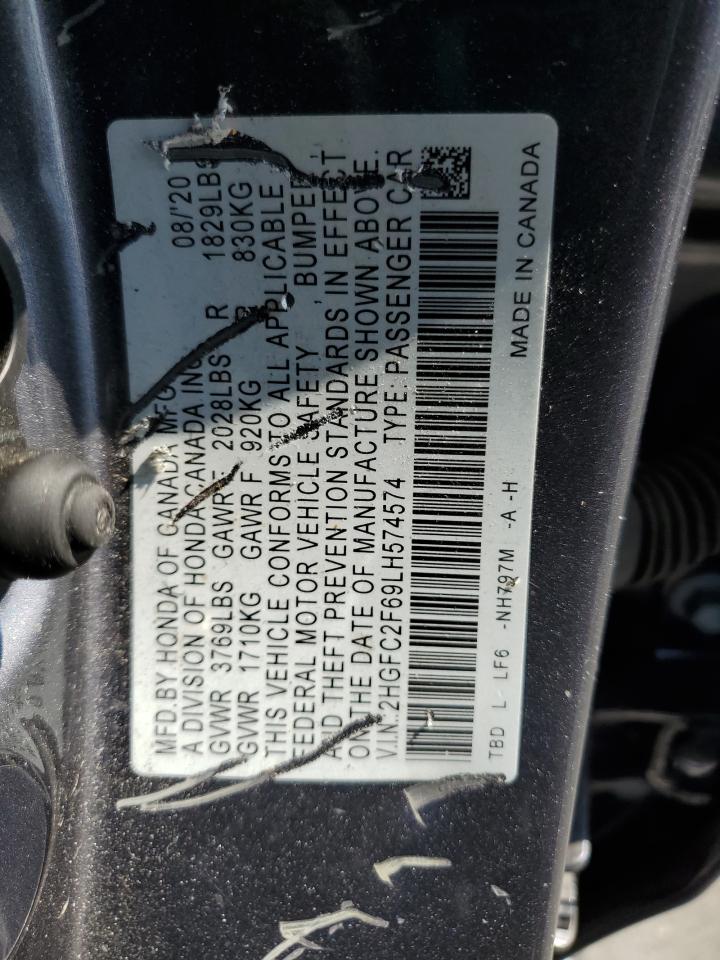 MFD.BY HONDA OF CANADA MFG. 08/'20
A DIVISION OF HONDA CANADA INC.
GVWR 3769LBS GAWR F 2028LBS R 1829LBS
GVWR 1710KG GAWR F 920KG R 830KG
THIS VEHICLE CONFORMS TO ALL APPLICABLE
FEDERAL MOTOR VEHICLE SAFETY, BUMPER
AND THEFT PREVENTION STANDARDS IN EFFECT
ON THE DATE OF MANUFACTURE SHOWN ABOVE.
V.I.N.:2HGFC2F69LH574574 TYPE:PASSENGER CAR
TBD L LF6 -NH797M -A -H MADE IN CANADA